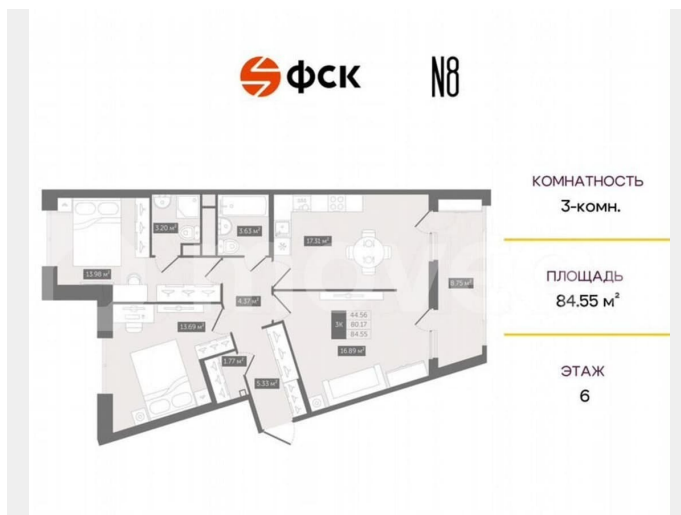 ФСК N8
КОМНАТНОСТЬ
3-комн.
ПЛОЩАДЬ
84.55 м²
ЭТАЖ
6
3.20 м²
3.63 м²
17.31 м²
13.98 м²
8.75 м²
4.37 м²
13.69 м²
3К
44.56
80.17
84.55
16.89 м²
1.77 м²
5.33 м²
move